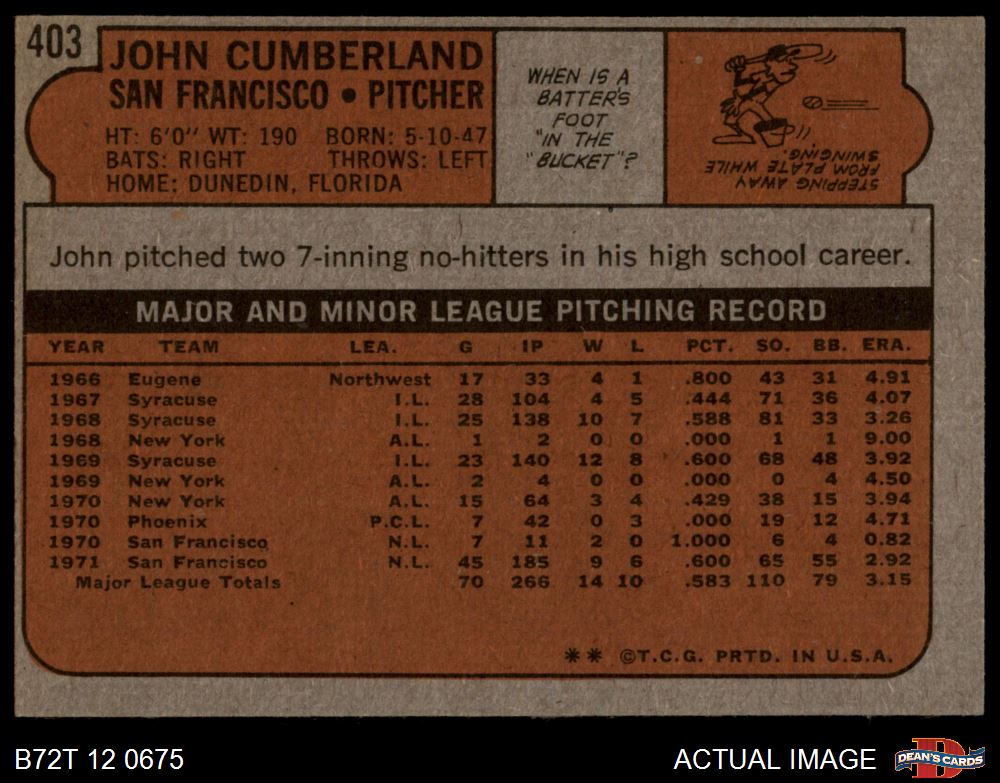 403
JOHN CUMBERLAND
SAN FRANCISCO • PITCHER
HT: 6'0" WT: 190 BORN: 5-10-47
BATS: RIGHT THROWS: LEFT
HOME: DUNEDIN, FLORIDA
WHEN IS A
BATTER'S
FOOT
"IN THE
"BUCKET"?
STEPPING AWAY
FROM PLATE WHILE
SWINGING.
John pitched two 7-inning no-hitters in his high school career.
MAJOR AND MINOR LEAGUE PITCHING RECORD
YEAR TEAM LEA. G IP W L PCT. SO. BB. ERA.
1966 Eugene Northwest 17 33 4 1 .800 43 31 4.91
1967 Syracuse I.L. 28 104 4 5 .444 71 36 4.07
1968 Syracuse I.L. 25 138 10 7 .588 81 33 3.26
1968 New York A.L. 1 2 0 0 .000 1 1 9.00
1969 Syracuse I.L. 23 140 12 8 .600 68 48 3.92
1969 New York A.L. 2 4 0 0 .000 0 4 4.50
1970 New York A.L. 15 64 3 4 .429 38 15 3.94
1970 Phoenix P.C.L. 7 42 0 3 .000 19 12 4.71
1970 San Francisco N.L. 7 11 2 0 1.000 6 4 0.82
1971 San Francisco N.L. 45 185 9 6 .600 65 55 2.92
Major League Totals 70 266 14 10 .583 110 79 3.15
** ©T.C.G. PRTD. IN U.S.A.
B72T 12 0675
ACTUAL IMAGE
D
DEAN'S CARDS